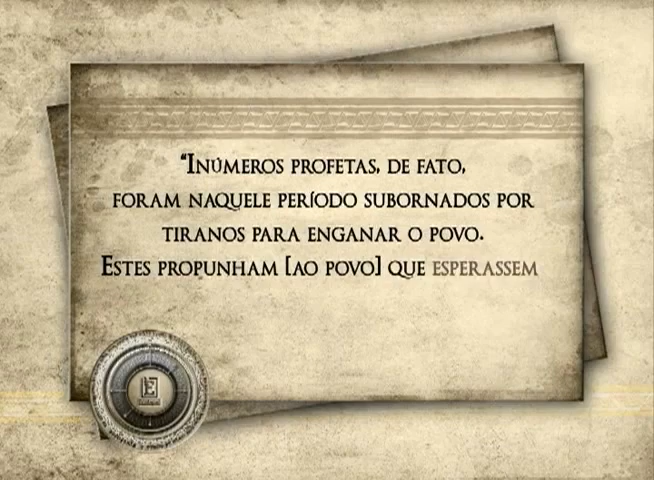 “Inúmeros profetas, de fato,
foram naquele período subornados por
tiranos para enganar o povo.
Estes propunham [ao povo] que esperassem